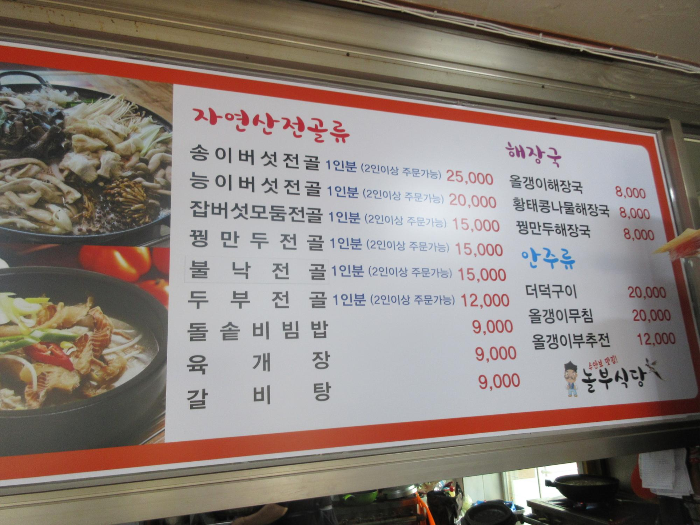 자연산전골류
송이버섯전골 1인분 (2인이상 주문가능) 25,000
능이버섯전골 1인분 (2인이상 주문가능) 20,000
잡버섯모둠전골 1인분 (2인이상 주문가능) 15,000
꿩만두전골 1인분 (2인이상 주문가능) 15,000
불낙전골 1인분 (2인이상 주문가능) 15,000
두부전골 1인분 (2인이상 주문가능) 12,000
돌솥비빔밥 9,000
육개장 9,000
갈비탕 9,000
해장국
올갱이해장국 8,000
황태콩나물해장국 8,000
꿩만두해장국 8,000
안주류
더덕구이 20,000
올갱이무침 20,000
올갱이부추전 12,000
맛집!
놀부식당